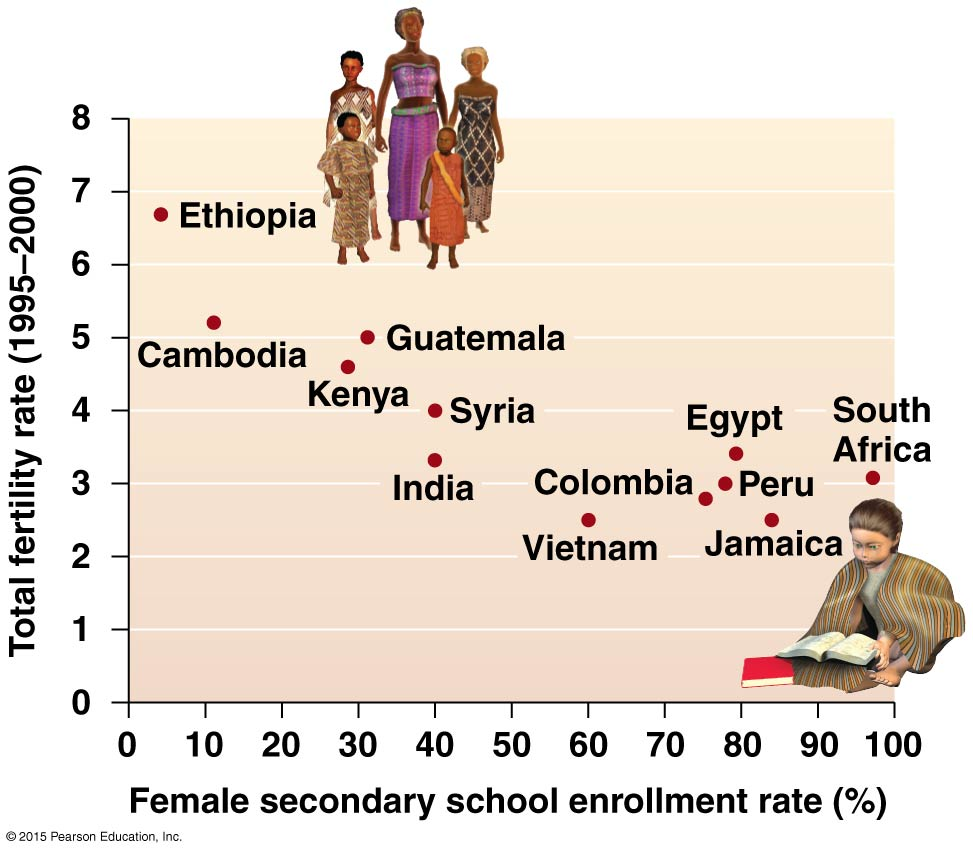 Total fertility rate (1995–2000)
8
7
6
5
4
3
2
1
0
Ethiopia
Cambodia
Guatemala
Kenya
Syria
India
Egypt
South
Africa
Colombia
Peru
Vietnam
Jamaica
0 10 20 30 40 50 60 70 80 90 100
Female secondary school enrollment rate (%)
© 2015 Pearson Education, Inc.